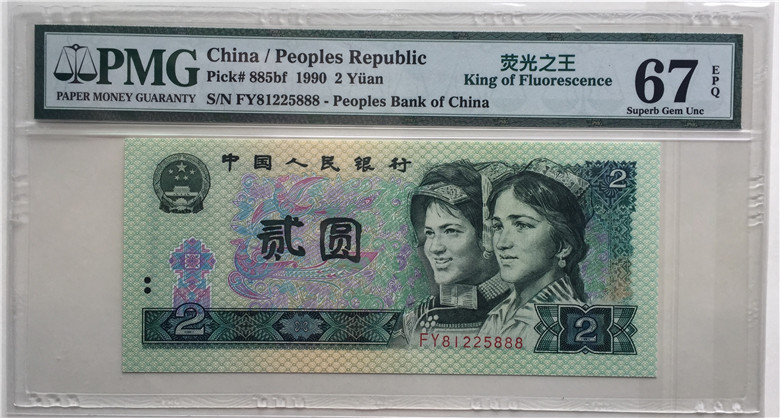 PMG
PAPER MONEY GUARANTY
China / Peoples Republic
Pick# 885bf 1990 2 Yüan
S/N FY81225888 - Peoples Bank of China
荧光之王
King of Fluorescence
67
EPQ
Superb Gem Unc
中国人民银行
2
贰圆
2
2
FY81225888